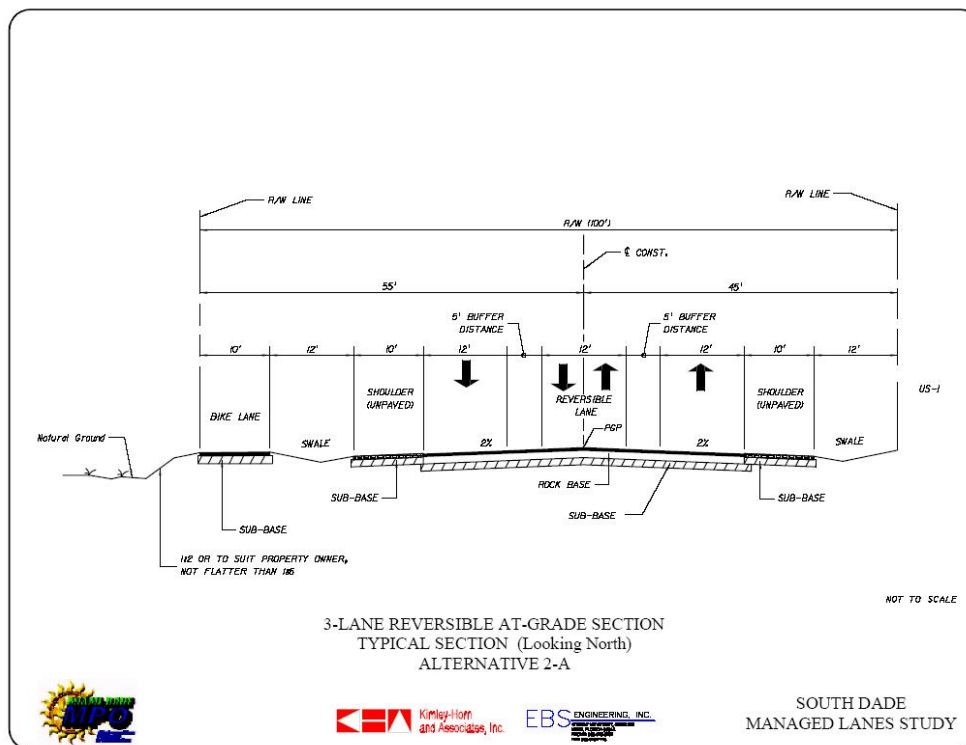 R/W LINE
R/W LINE
R/W (100')
℄ CONST.
55'
45'
5' BUFFER
DISTANCE
5' BUFFER
DISTANCE
10'
12'
10'
12'
12'
12'
10'
12'
SHOULDER
(UNPAVED)
REVERSIBLE
LANE
SHOULDER
(UNPAVED)
US-1
BIKE LANE
PGP
Natural Ground
SWALE
2%
2%
SWALE
SUB-BASE
ROCK BASE
SUB-BASE
SUB-BASE
SUB-BASE
1:2 OR TO SUIT PROPERTY OWNER,
NOT FLATTER THAN 1:6
NOT TO SCALE
3-LANE REVERSIBLE AT-GRADE SECTION
TYPICAL SECTION (Looking North)
ALTERNATIVE 2-A
MPO
Kimley-Horn
and Associates, Inc.
EBS ENGINEERING, INC.
SOUTH DADE
MANAGED LANES STUDY